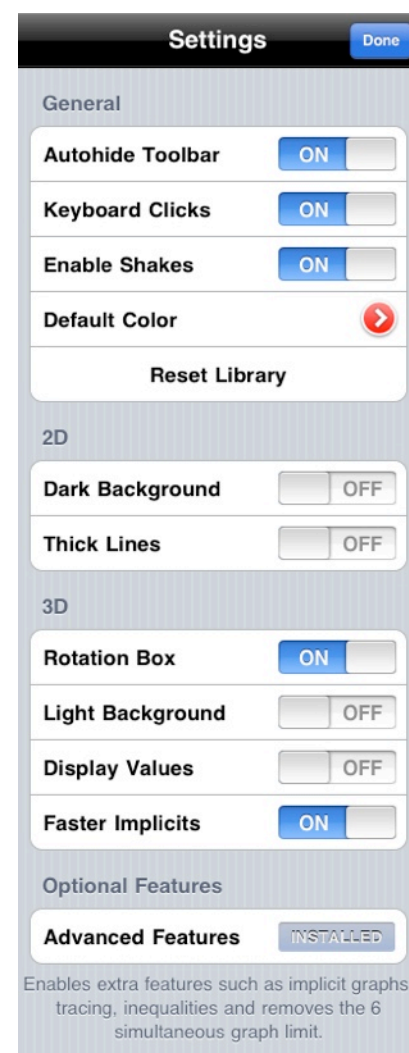 Settings
Done
General
Autohide Toolbar ON
Keyboard Clicks ON
Enable Shakes ON
Default Color
Reset Library
2D
Dark Background OFF
Thick Lines OFF
3D
Rotation Box ON
Light Background OFF
Display Values OFF
Faster Implicits ON
Optional Features
Advanced Features INSTALLED
Enables extra features such as implicit graphs
tracing, inequalities and removes the 6
simultaneous graph limit.